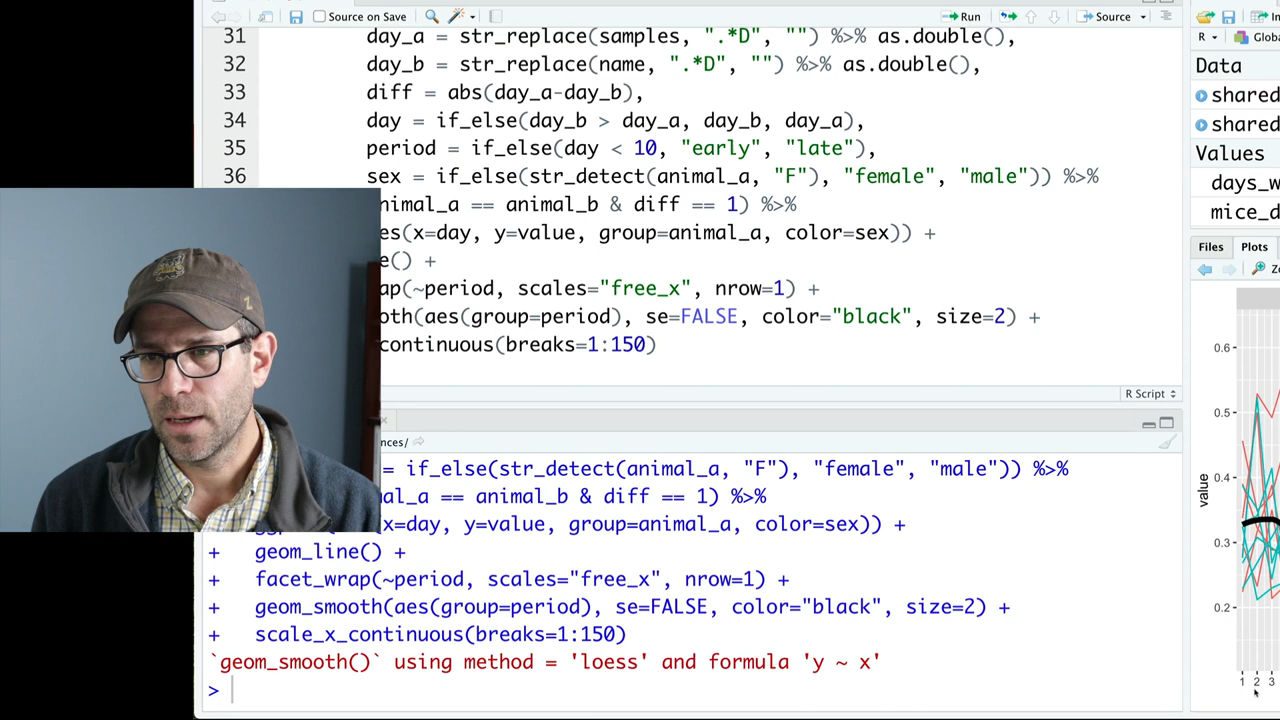 Source on Save
Run
Source
31 day_a = str_replace(samples, ".*D", "") %>% as.double(),
32 day_b = str_replace(name, ".*D", "") %>% as.double(),
33 diff = abs(day_a-day_b),
34 day = if_else(day_b > day_a, day_b, day_a),
35 period = if_else(day < 10, "early", "late"),
36 sex = if_else(str_detect(animal_a, "F"), "female", "male")) %>%
nimal_a == animal_b & diff == 1) %>%
es(x=day, y=value, group=animal_a, color=sex)) +
e() +
ap(~period, scales="free_x", nrow=1) +
oth(aes(group=period), se=FALSE, color="black", size=2) +
continuous(breaks=1:150)
R Script
nces/
= if_else(str_detect(animal_a, "F"), "female", "male")) %>%
al_a == animal_b & diff == 1) %>%
(x=day, y=value, group=animal_a, color=sex)) +
+ geom_line() +
+ facet_wrap(~period, scales="free_x", nrow=1) +
+ geom_smooth(aes(group=period), se=FALSE, color="black", size=2) +
+ scale_x_continuous(breaks=1:150)
`geom_smooth()` using method = 'loess' and formula 'y ~ x'
>
R
Globa
Data
shared
shared
Values
days_w
mice_d
Files Plots
value
0.6
0.5
0.4
0.3
0.2
1 2 3